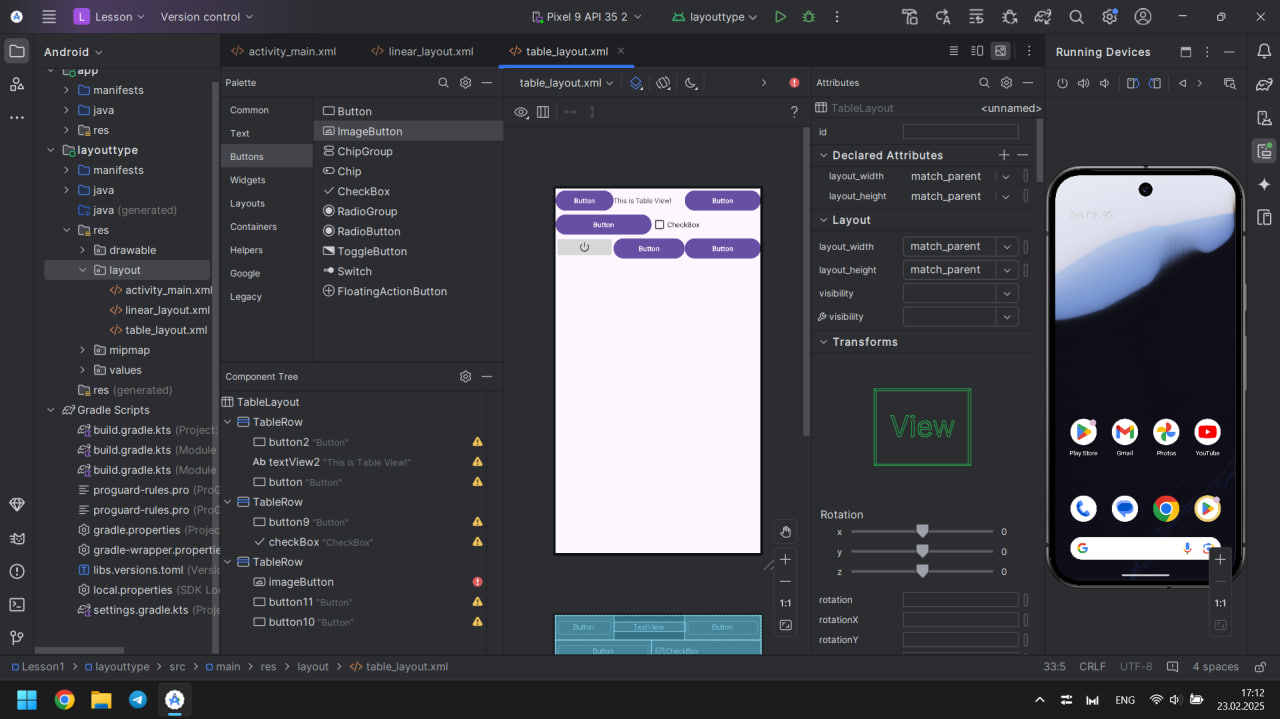 L Lesson Version control Pixel 9 API 35 2 layouttype
Android
activity_main.xml linear_layout.xml table_layout.xml
Running Devices
app
manifests
java
res
layouttype
manifests
java
java (generated)
res
drawable
layout
activity_main.xml
linear_layout.xml
table_layout.xml
mipmap
values
res (generated)
Gradle Scripts
build.gradle.kts (Project:
build.gradle.kts (Module
build.gradle.kts (Module
proguard-rules.pro (ProG
proguard-rules.pro (ProG
gradle.properties (Projec
gradle-wrapper.propertie
libs.versions.toml (Version
local.properties (SDK Loc
settings.gradle.kts (Proje
Palette
Common
Text
Buttons
Widgets
Layouts
Containers
Helpers
Google
Legacy
Button
ImageButton
ChipGroup
Chip
CheckBox
RadioGroup
RadioButton
ToggleButton
Switch
FloatingActionButton
Component Tree
TableLayout
TableRow
button2 "Button"
Ab textView2 "This is Table View!"
button "Button"
TableRow
button9 "Button"
checkBox "CheckBox"
TableRow
imageButton
button11 "Button"
button10 "Button"
table_layout.xml
?
Button This is Table View! Button
Button CheckBox
Button Button
Button TextView Button
Button CheckBox
1:1
Attributes
TableLayout <unnamed>
id
Declared Attributes
layout_width match_parent
layout_height match_parent
Layout
layout_width match_parent
layout_height match_parent
visibility
visibility
Transforms
View
Rotation
x 0
y 0
z 0
rotation
rotationX
rotationY
Play Store Gmail Photos YouTube
G
1:1
Lesson1 layouttype src main res layout table_layout.xml
33:5 CRLF UTF-8 4 spaces
ENG
17:12
23.02.2025